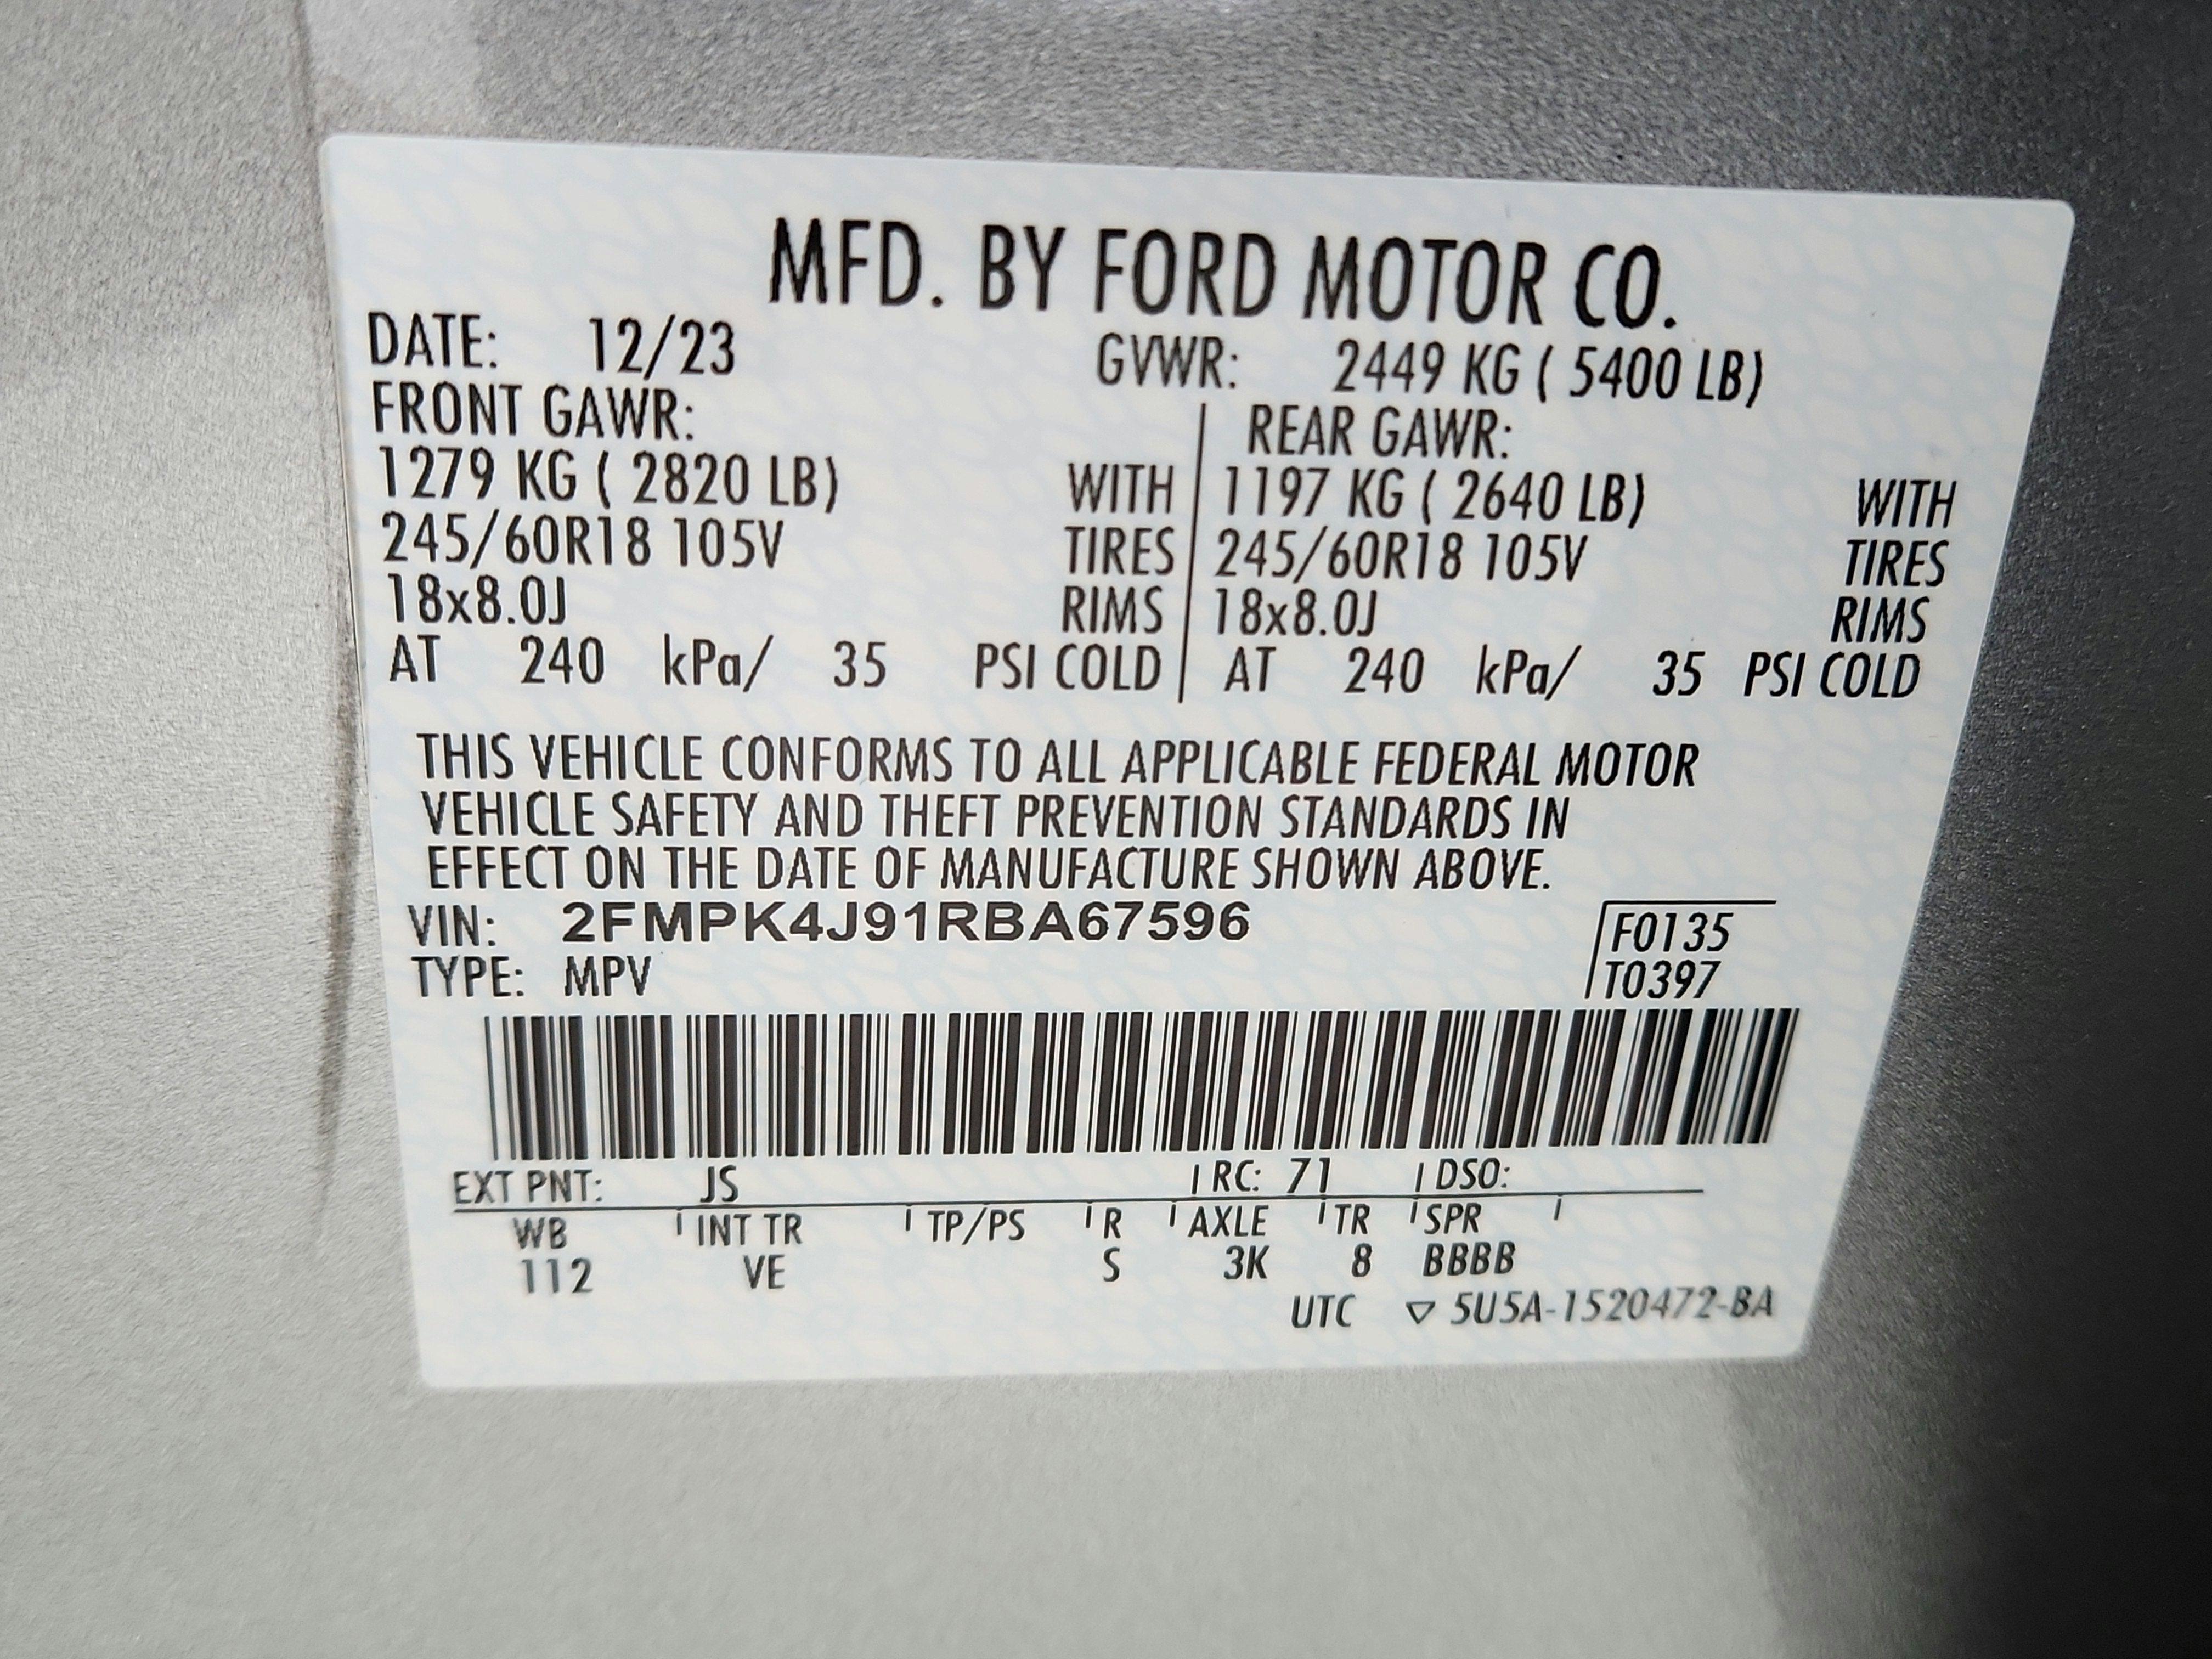 MFD. BY FORD MOTOR CO.
DATE: 12/23 GVWR: 2449 KG ( 5400 LB)
FRONT GAWR: REAR GAWR:
1279 KG ( 2820 LB) WITH 1197 KG ( 2640 LB) WITH
245/60R18 105V TIRES 245/60R18 105V TIRES
18x8.0J RIMS 18x8.0J RIMS
AT 240 kPa/ 35 PSI COLD AT 240 kPa/ 35 PSI COLD
THIS VEHICLE CONFORMS TO ALL APPLICABLE FEDERAL MOTOR
VEHICLE SAFETY AND THEFT PREVENTION STANDARDS IN
EFFECT ON THE DATE OF MANUFACTURE SHOWN ABOVE.
VIN: 2FMPK4J91RBA67596 F0135
TYPE: MPV T0397
EXT PNT: JS RC: 71 DSO:
WB INT TR TP/PS R AXLE TR SPR
112 VE S 3K 8 BBBB
UTC ▽ 5U5A-1520472-BA